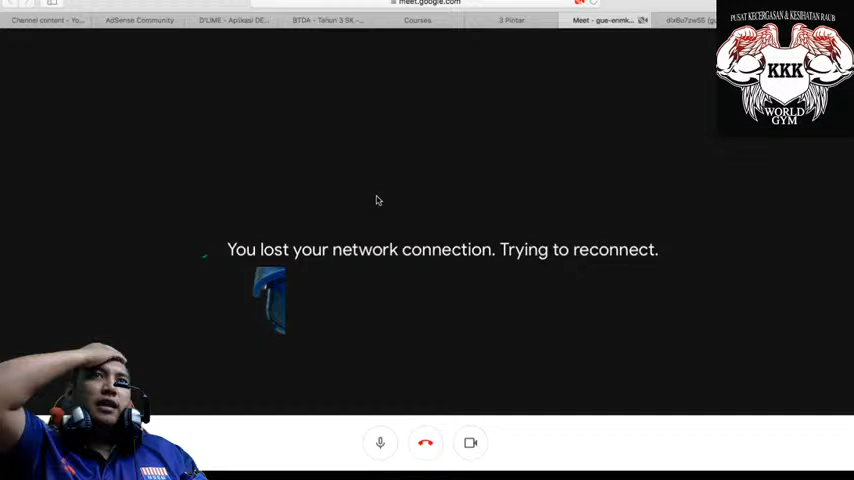 meet.google.com
Channel content - Yo...
AdSense Community
D'LIME - Aplikasi DE...
BTDA - Tahun 3 SK -...
Courses
3 Pintar
Meet - gue-enmk...
PUSAT KECERGASAN & KESIHATAN RAUB
KKK
WORLD
GYM
You lost your network connection. Trying to reconnect.